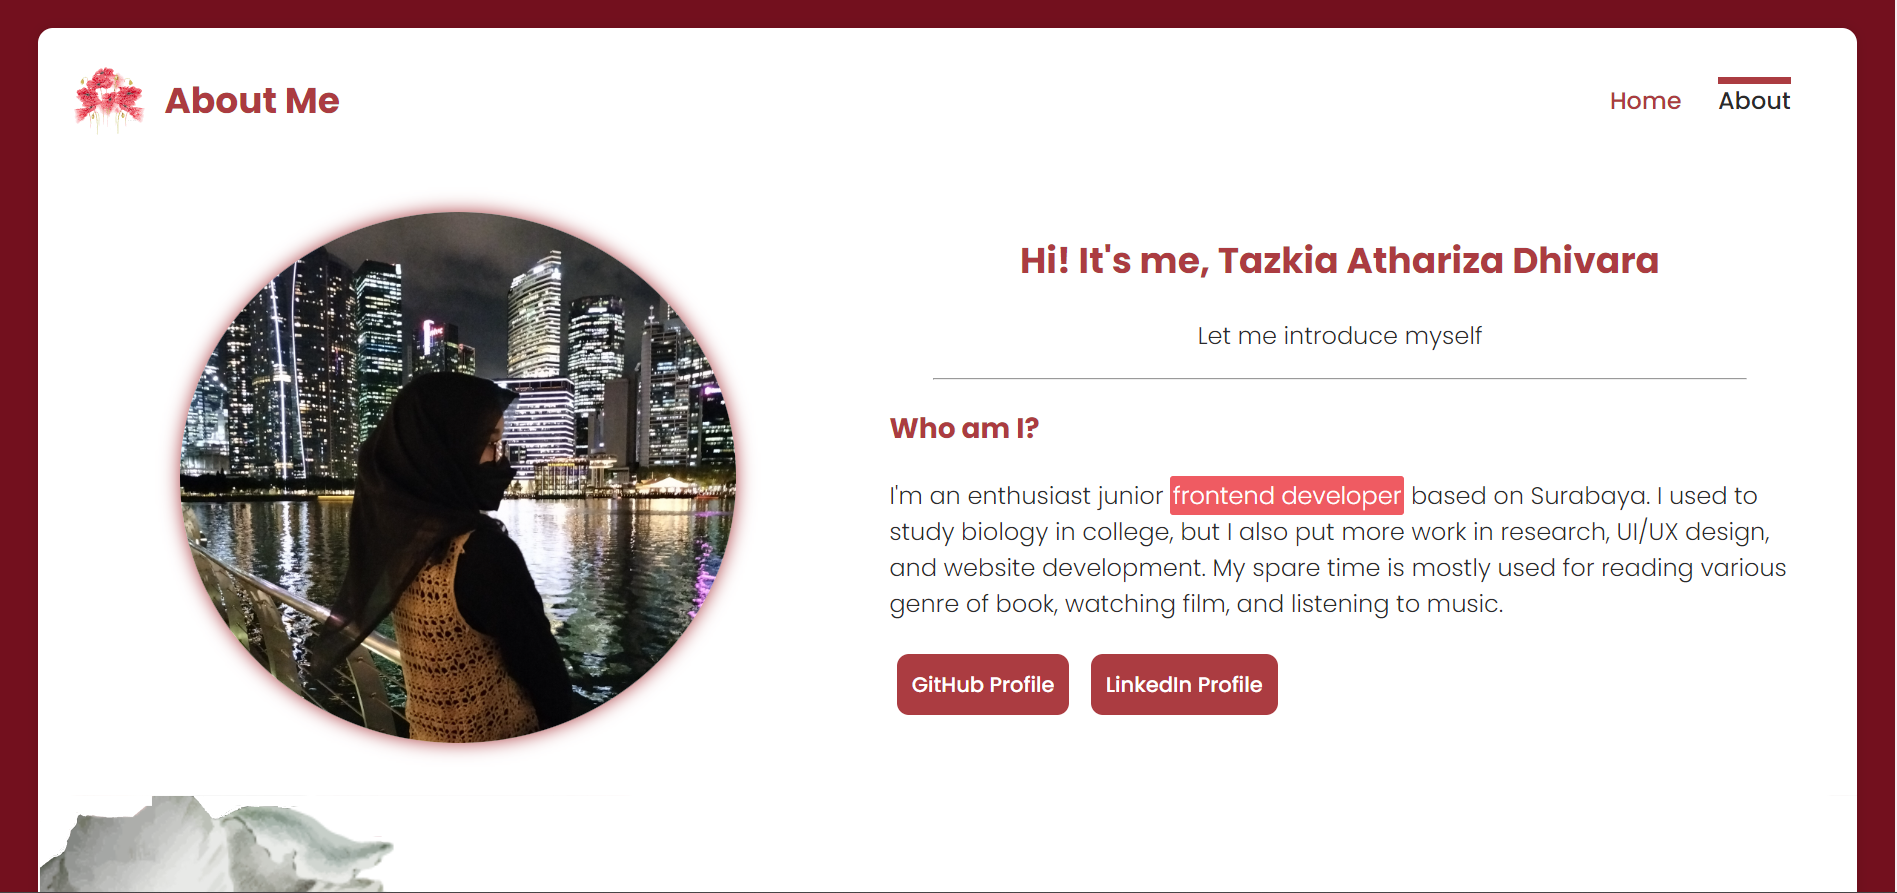 About Me
Home
About
Hi! It's me, Tazkia Athariza Dhivara
Let me introduce myself
Who am I?
I'm an enthusiast junior frontend developer based on Surabaya. I used to
study biology in college, but I also put more work in research, UI/UX design,
and website development. My spare time is mostly used for reading various
genre of book, watching film, and listening to music.
GitHub Profile
LinkedIn Profile